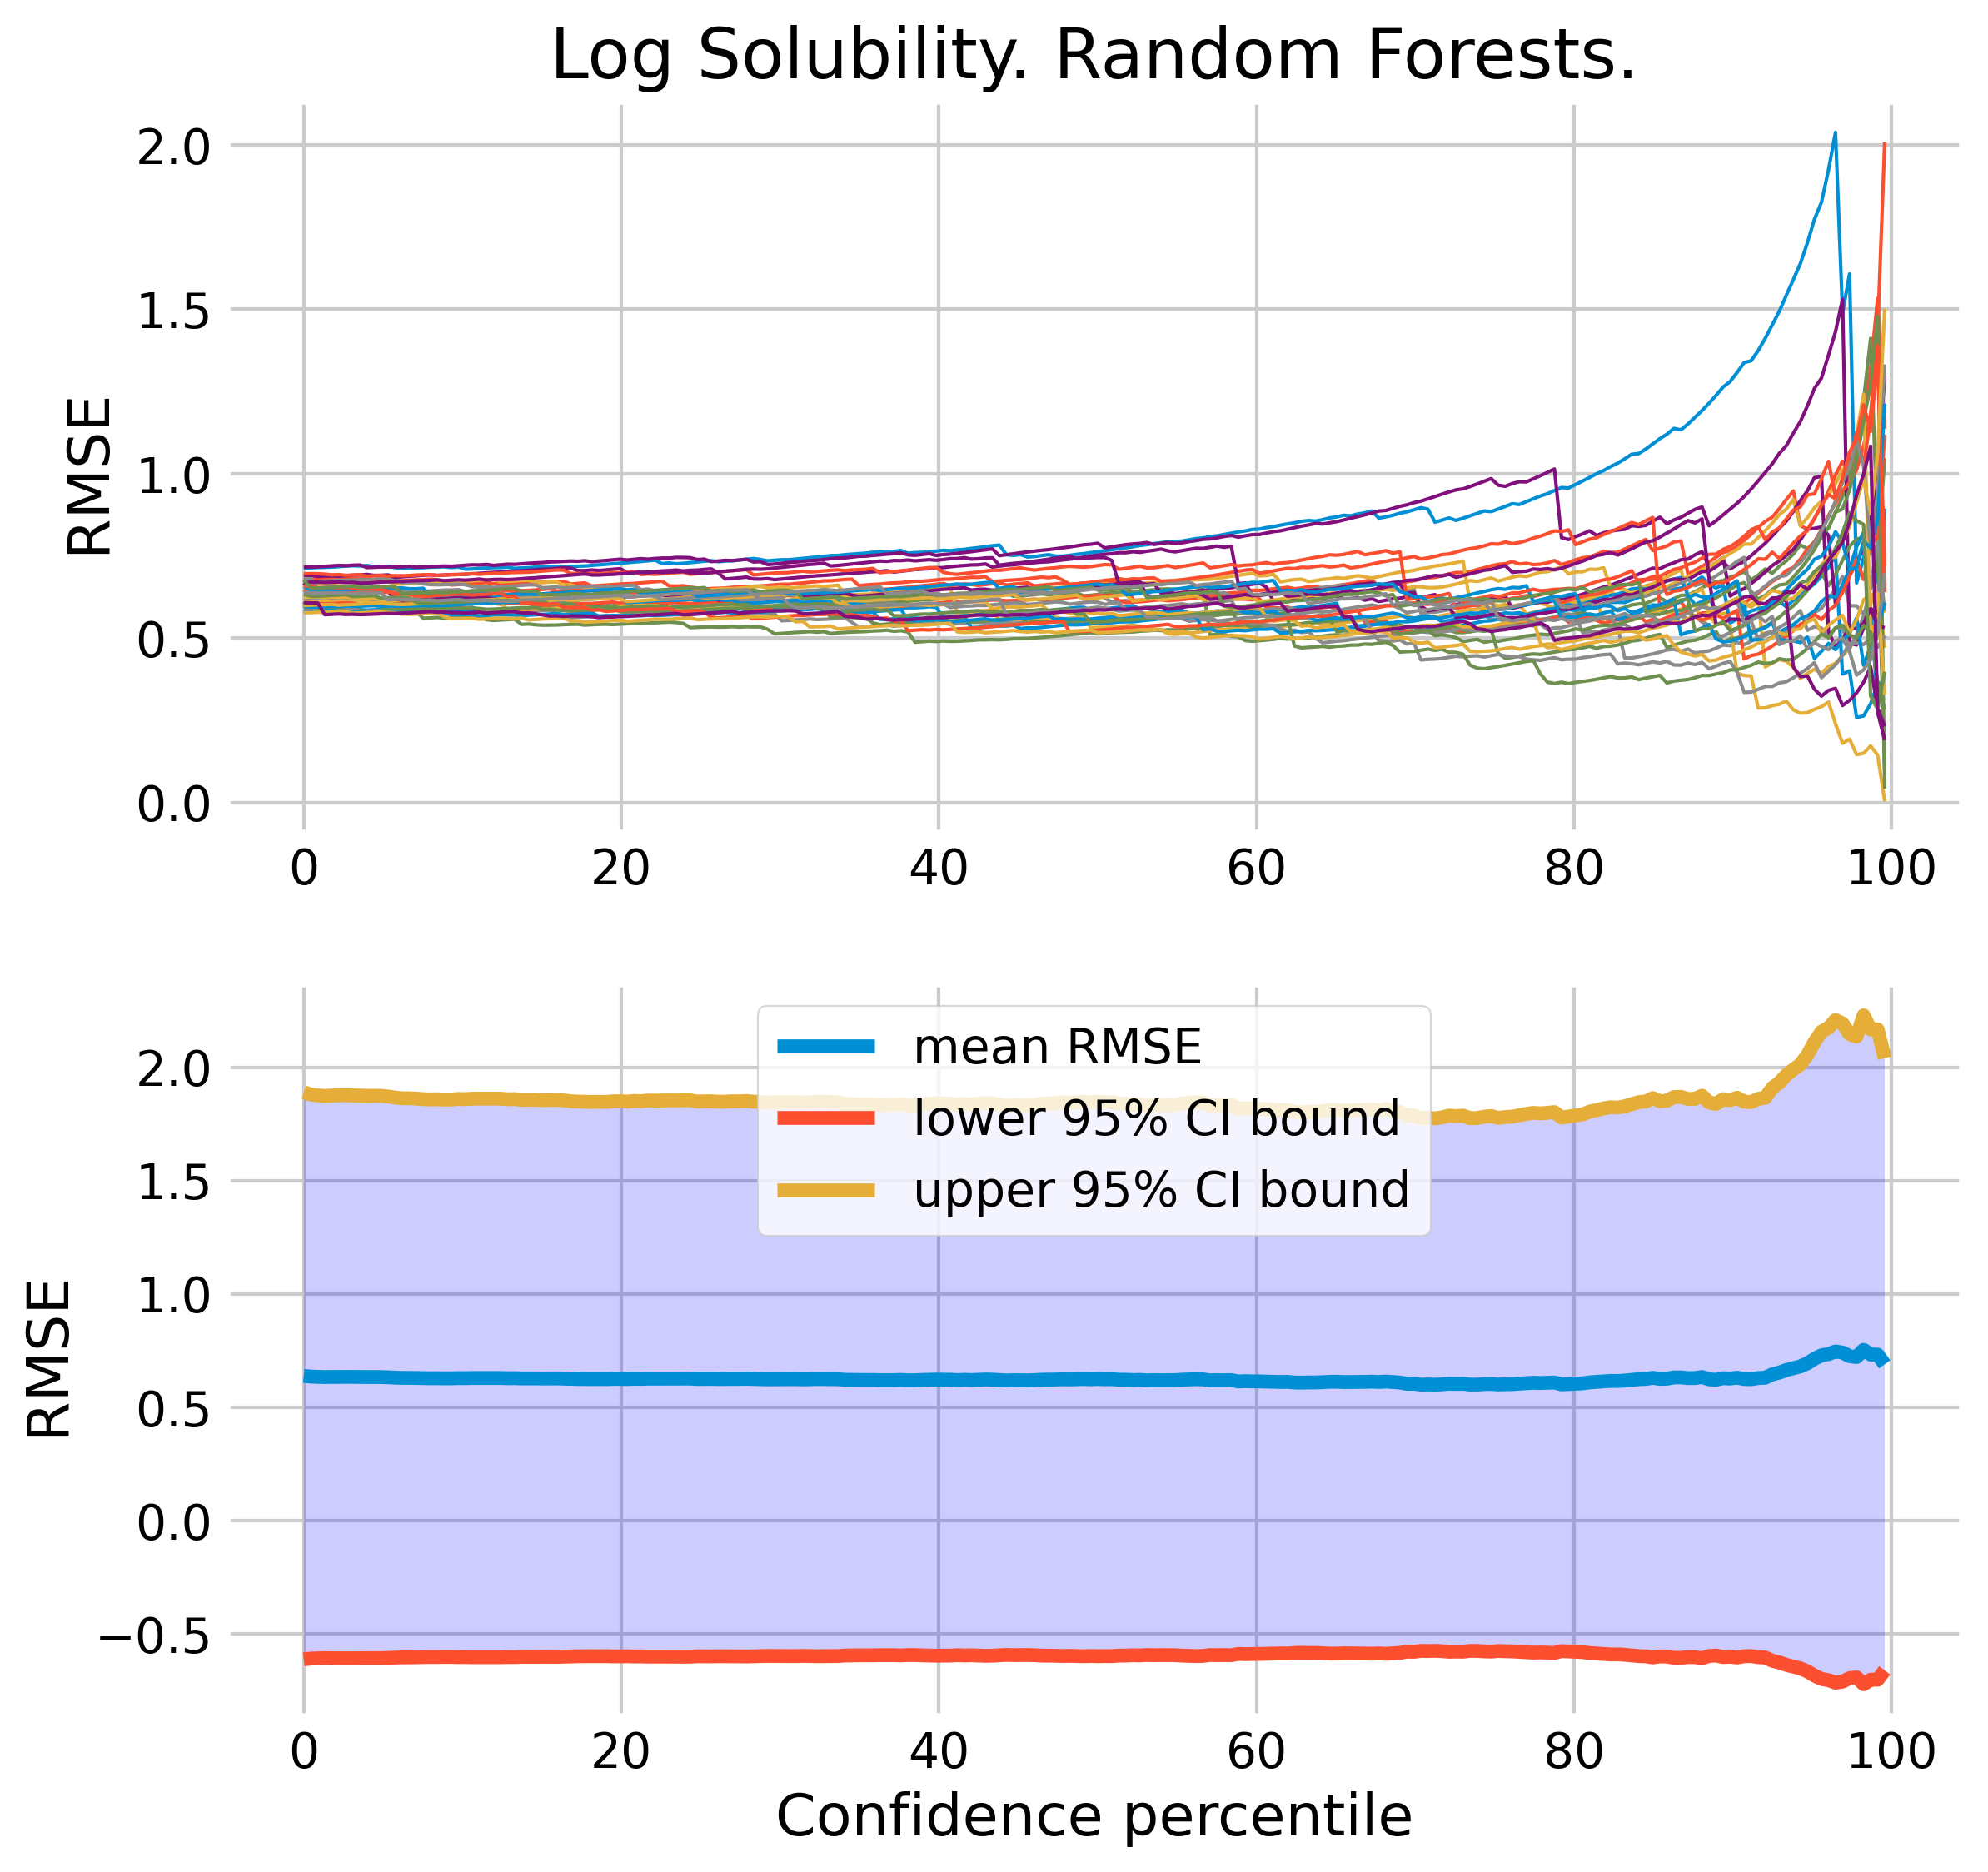 Log Solubility. Random Forests.
2.0
1.5
1.0
0.5
0.0
RMSE
0 20 40 60 80 100
mean RMSE
lower 95% CI bound
upper 95% CI bound
2.0
1.5
1.0
0.5
0.0
−0.5
RMSE
0 20 40 60 80 100
Confidence percentile